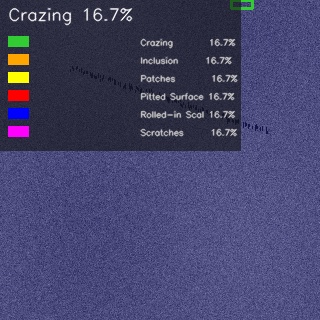 Crazing 16.7%
Crazing 16.7%
Inclusion 16.7%
Patches 16.7%
Pitted Surface 16.7%
Rolled-in Scal 16.7%
Scratches 16.7%